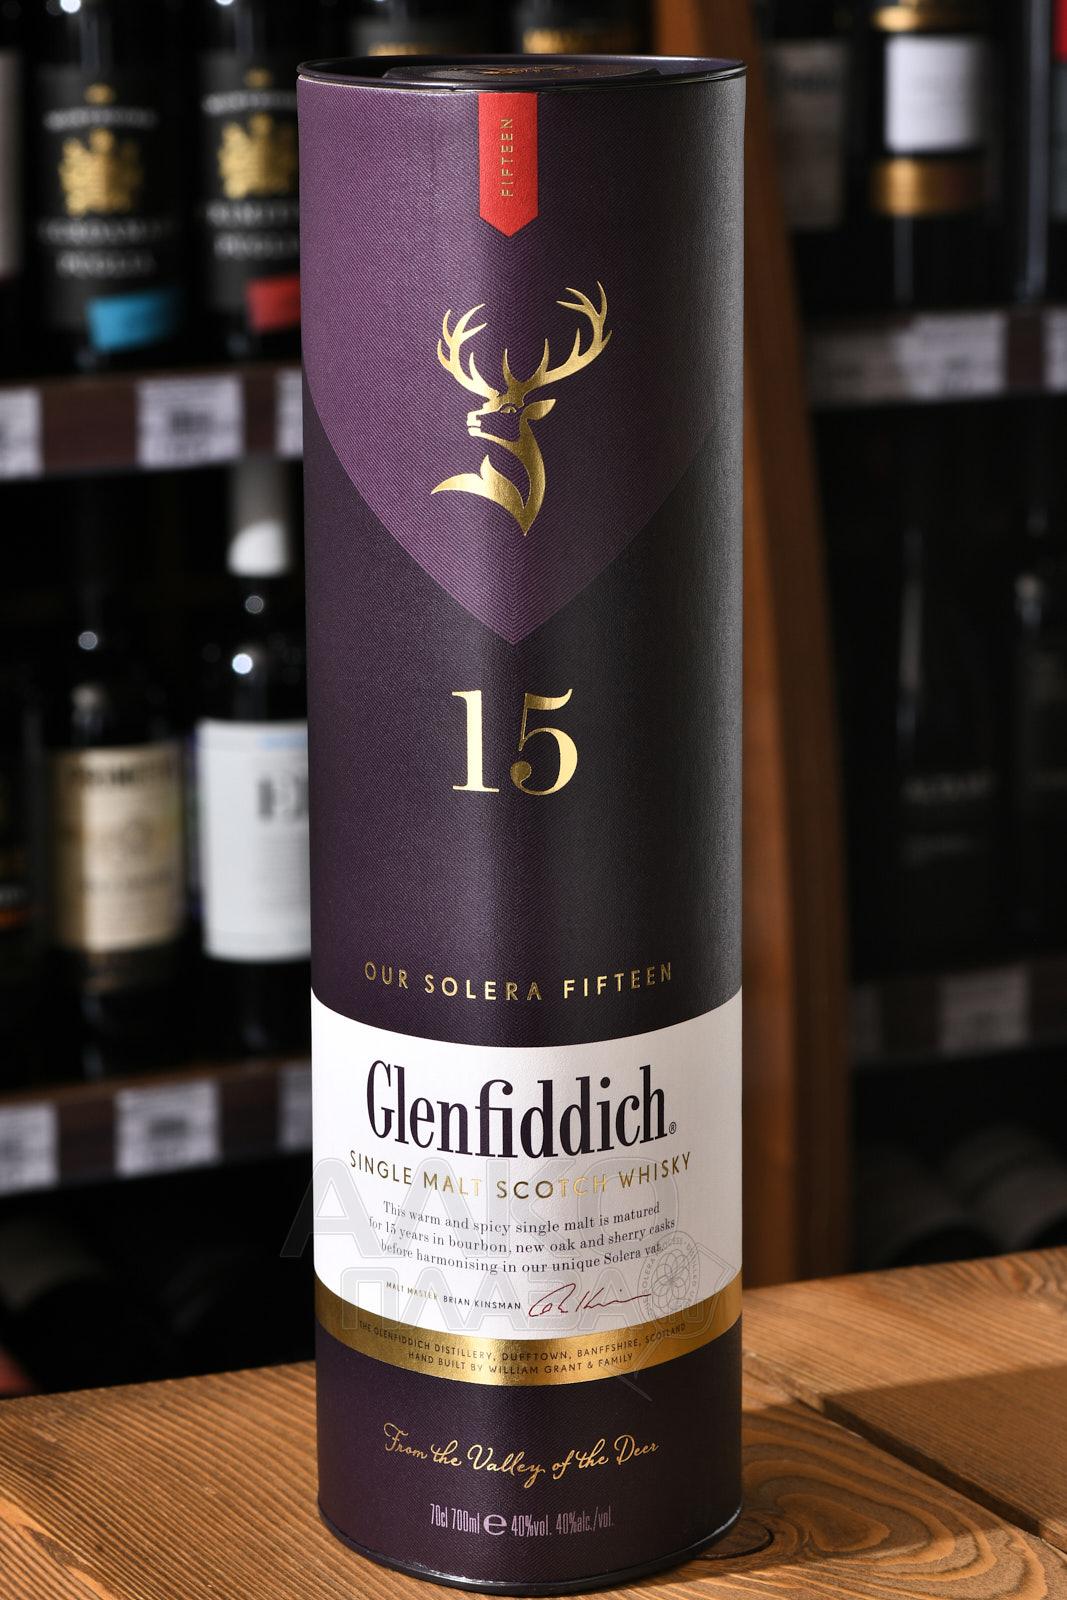 FIFTEEN
15
OUR SOLERA FIFTEEN
Glenfiddich®
SINGLE MALT SCOTCH WHISKY
This warm and spicy single malt is matured
for 15 years in bourbon, new oak and sherry casks
before harmonising in our unique Solera vat.
MALT MASTER BRIAN KINSMAN
THE GLENFIDDICH DISTILLERY, DUFFTOWN, BANFFSHIRE, SCOTLAND
HAND BUILT BY WILLIAM GRANT & FAMILY
From the Valley of the Deer
70cl 700ml ℮ 40%vol. 40%alc./vol.